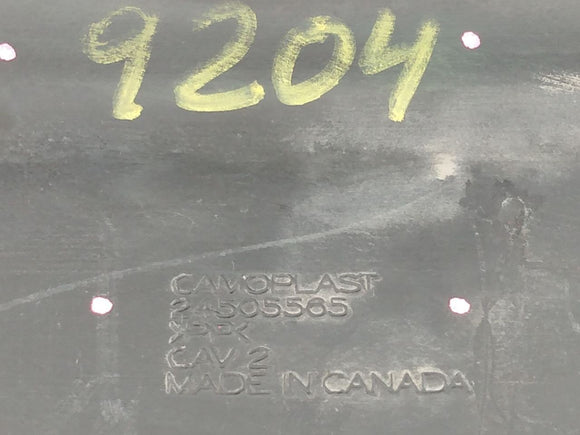 9204
CAMOPLAST
24505565
CAV 2
MADE IN CANADA